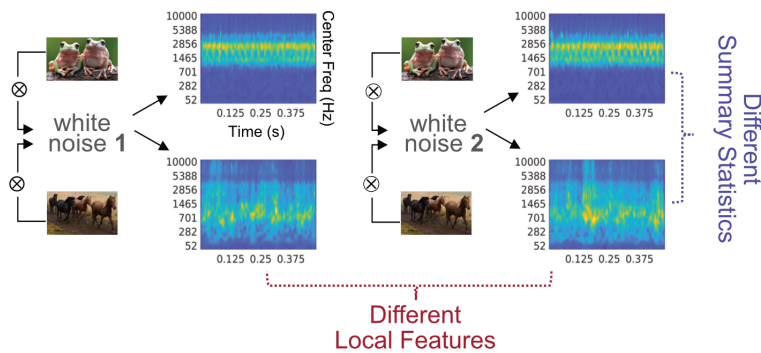 10000
5388
2856
1465
701
282
52
0.125 0.25 0.375
Time (s)
Center Freq (Hz)
white
noise 1
10000
5388
2856
1465
701
282
52
0.125 0.25 0.375
10000
5388
2856
1465
701
282
52
0.125 0.25 0.375
white
noise 2
10000
5388
2856
1465
701
282
52
0.125 0.25 0.375
Different
Summary Statistics
Different
Local Features